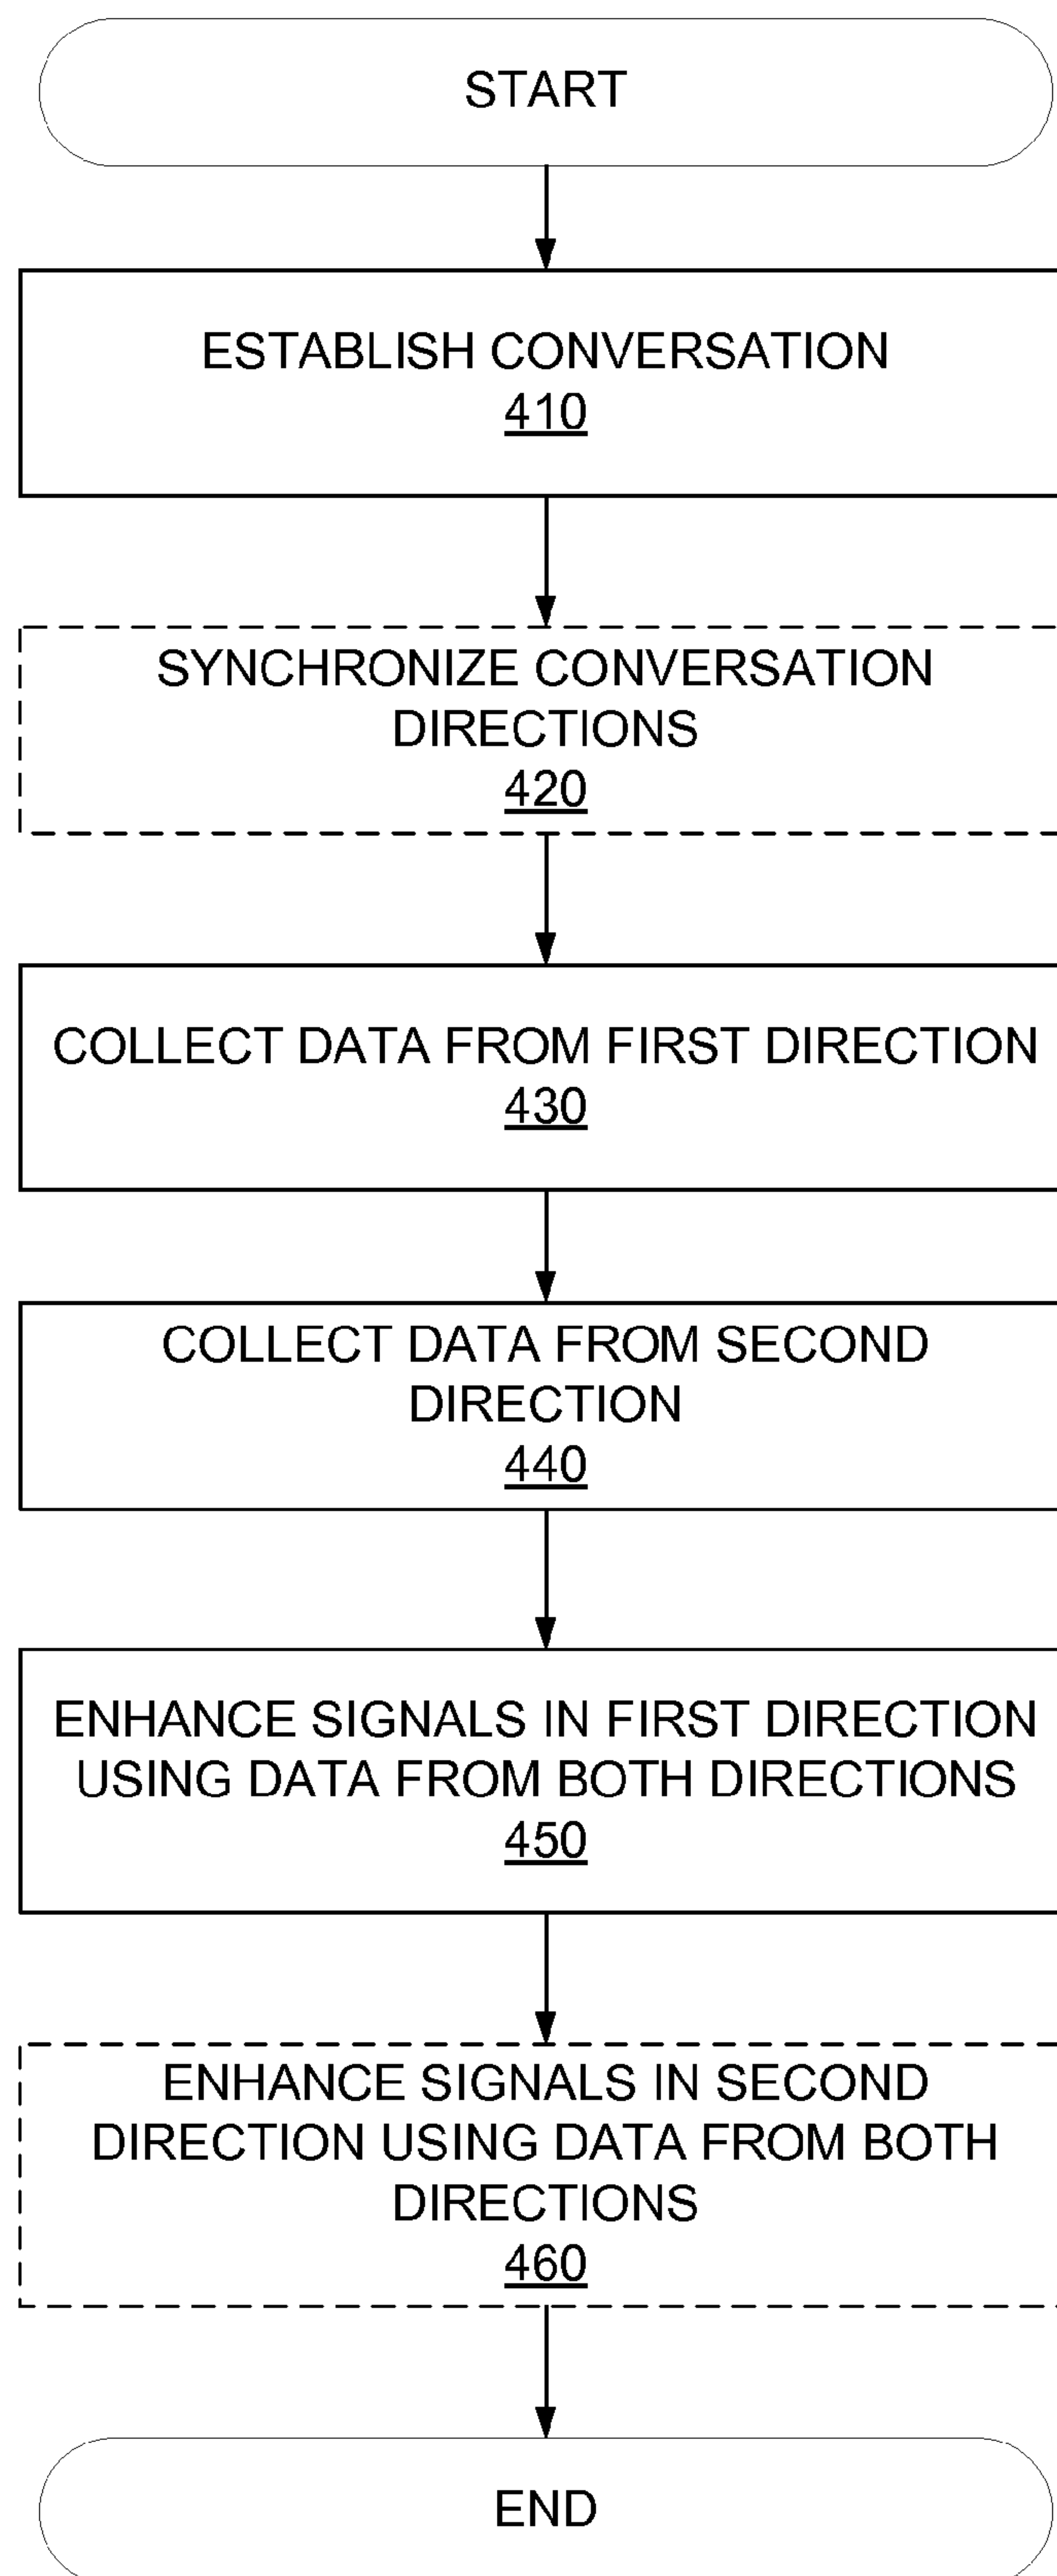 START
ESTABLISH CONVERSATION
410
SYNCHRONIZE CONVERSATION
DIRECTIONS
420
COLLECT DATA FROM FIRST DIRECTION
430
COLLECT DATA FROM SECOND
DIRECTION
440
ENHANCE SIGNALS IN FIRST DIRECTION
USING DATA FROM BOTH DIRECTIONS
450
ENHANCE SIGNALS IN SECOND
DIRECTION USING DATA FROM BOTH
DIRECTIONS
460
END